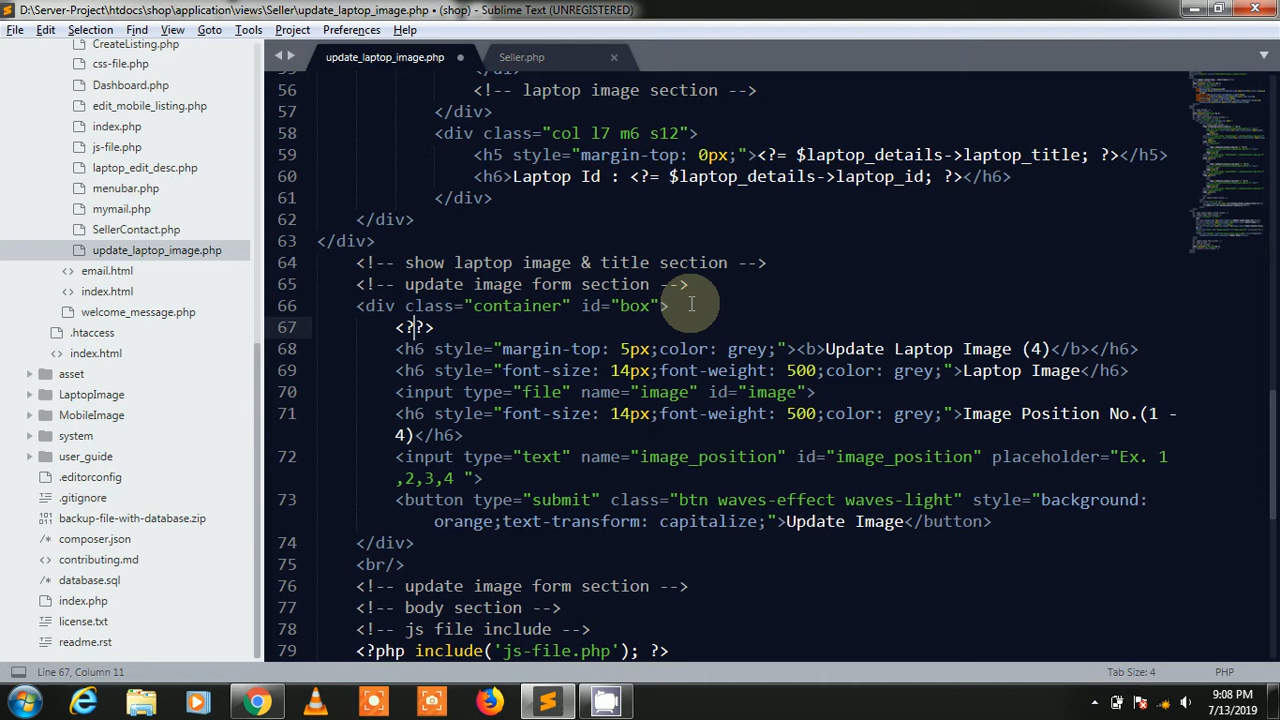 D:\Server-Project\htdocs\shop\application\views\Seller\update_laptop_image.php • (shop) - Sublime Text (UNREGISTERED)
File Edit Selection Find View Goto Tools Project Preferences Help
CreateListing.php
css-file.php
Dashboard.php
edit_mobile_listing.php
index.php
js-file.php
laptop_edit_desc.php
menubar.php
mymail.php
SellerContact.php
update_laptop_image.php
email.html
index.html
welcome_message.php
.htaccess
index.html
asset
LaptopImage
MobileImage
system
user_guide
.editorconfig
.gitignore
backup-file-with-database.zip
composer.json
contributing.md
database.sql
index.php
license.txt
readme.rst
update_laptop_image.php
Seller.php
56 <!-- laptop image section -->
57 </div>
58 <div class="col l7 m6 s12">
59 <h5 style="margin-top: 0px;"><?= $laptop_details->laptop_title; ?></h5>
60 <h6>Laptop Id : <?= $laptop_details->laptop_id; ?></h6>
61 </div>
62 </div>
63 </div>
64 <!-- show laptop image & title section -->
65 <!-- update image form section -->
66 <div class="container" id="box">
67 <??>
68 <h6 style="margin-top: 5px;color: grey;"><b>Update Laptop Image (4)</b></h6>
69 <h6 style="font-size: 14px;font-weight: 500;color: grey;">Laptop Image</h6>
70 <input type="file" name="image" id="image">
71 <h6 style="font-size: 14px;font-weight: 500;color: grey;">Image Position No.(1 -
4)</h6>
72 <input type="text" name="image_position" id="image_position" placeholder="Ex. 1
,2,3,4 ">
73 <button type="submit" class="btn waves-effect waves-light" style="background:
orange;text-transform: capitalize;">Update Image</button>
74 </div>
75 <br/>
76 <!-- update image form section -->
77 <!-- body section -->
78 <!-- js file include -->
79 <?php include('js-file.php'); ?>
Line 67, Column 11
Tab Size: 4
PHP
9:08 PM
7/13/2019